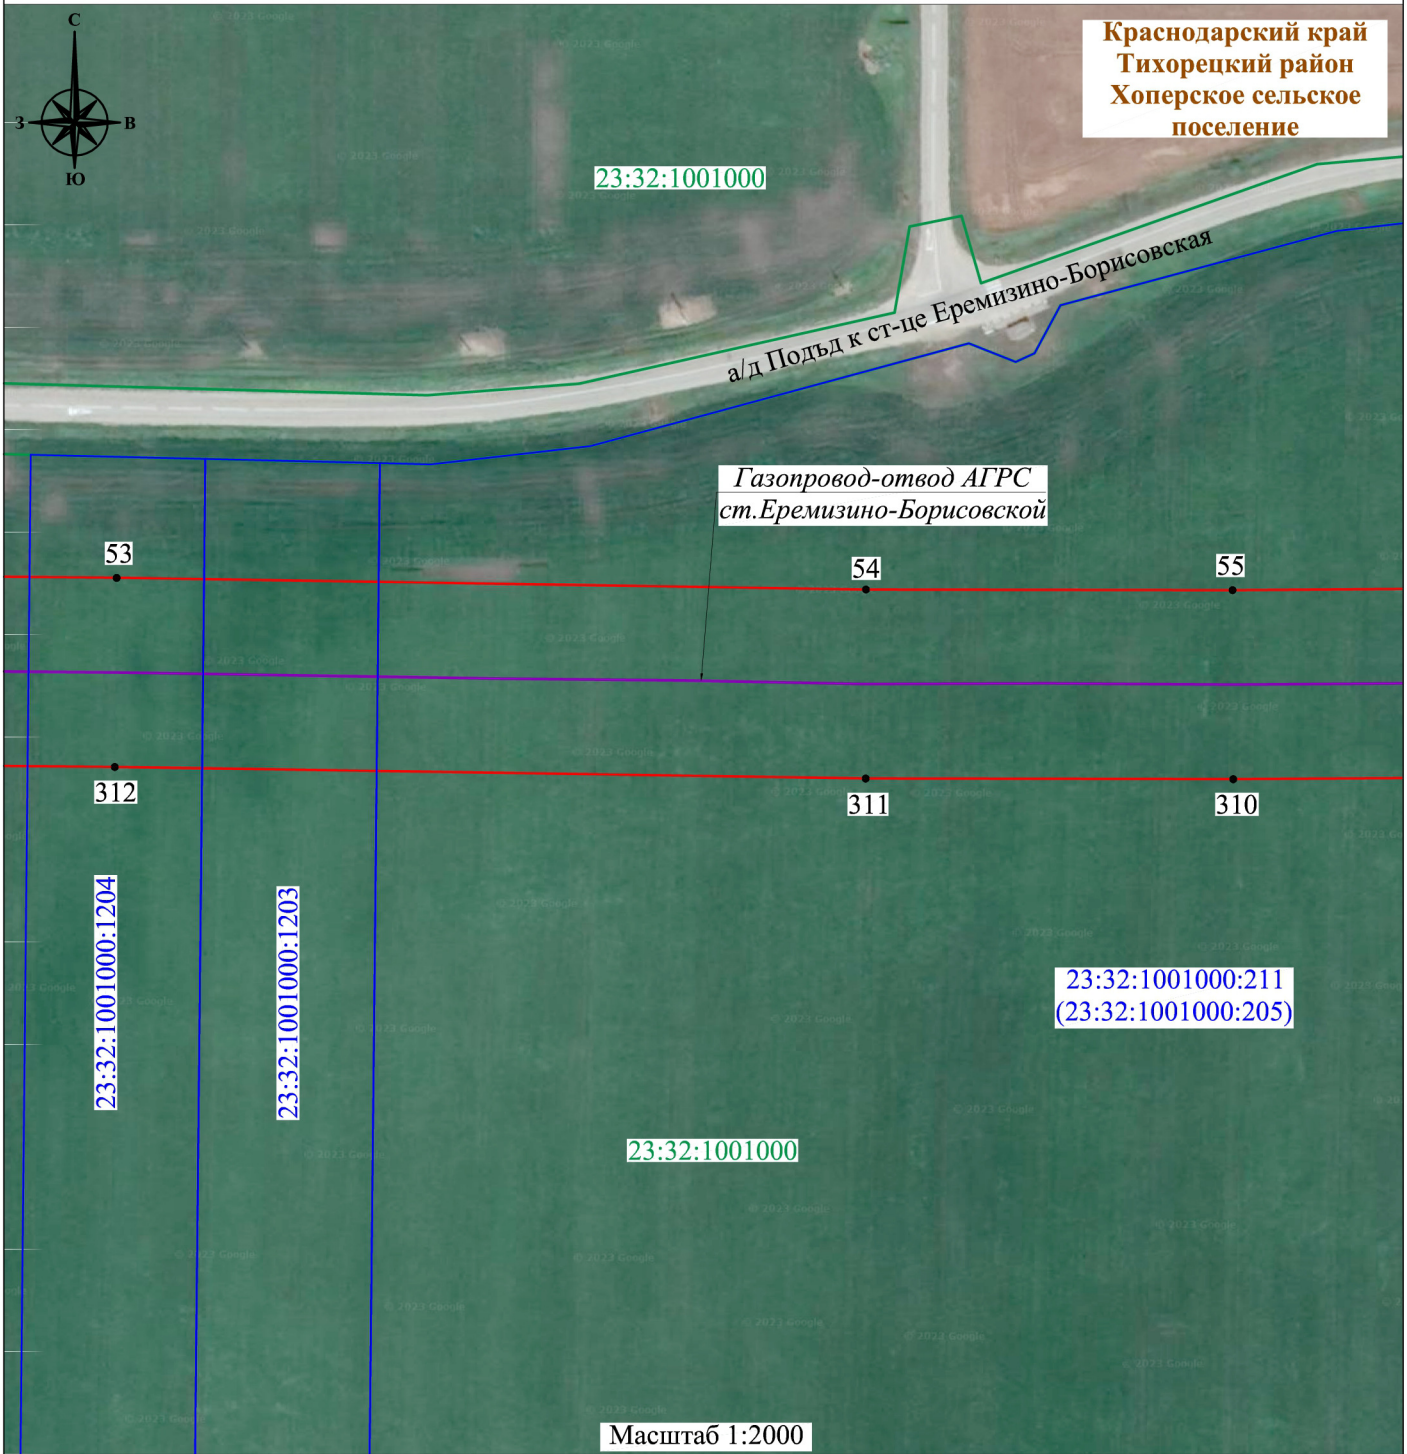 С
З
В
Ю
Краснодарский край
Тихорецкий район
Хоперское сельское
поселение
23:32:1001000
а/д Подъд к ст-це Еремизино-Борисовская
Газопровод-отвод АГРС
ст.Еремизино-Борисовской
53
54
55
312
311
310
23:32:1001000:1204
23:32:1001000:1203
23:32:1001000:211
(23:32:1001000:205)
23:32:1001000
Масштаб 1:2000
© 2023 Google